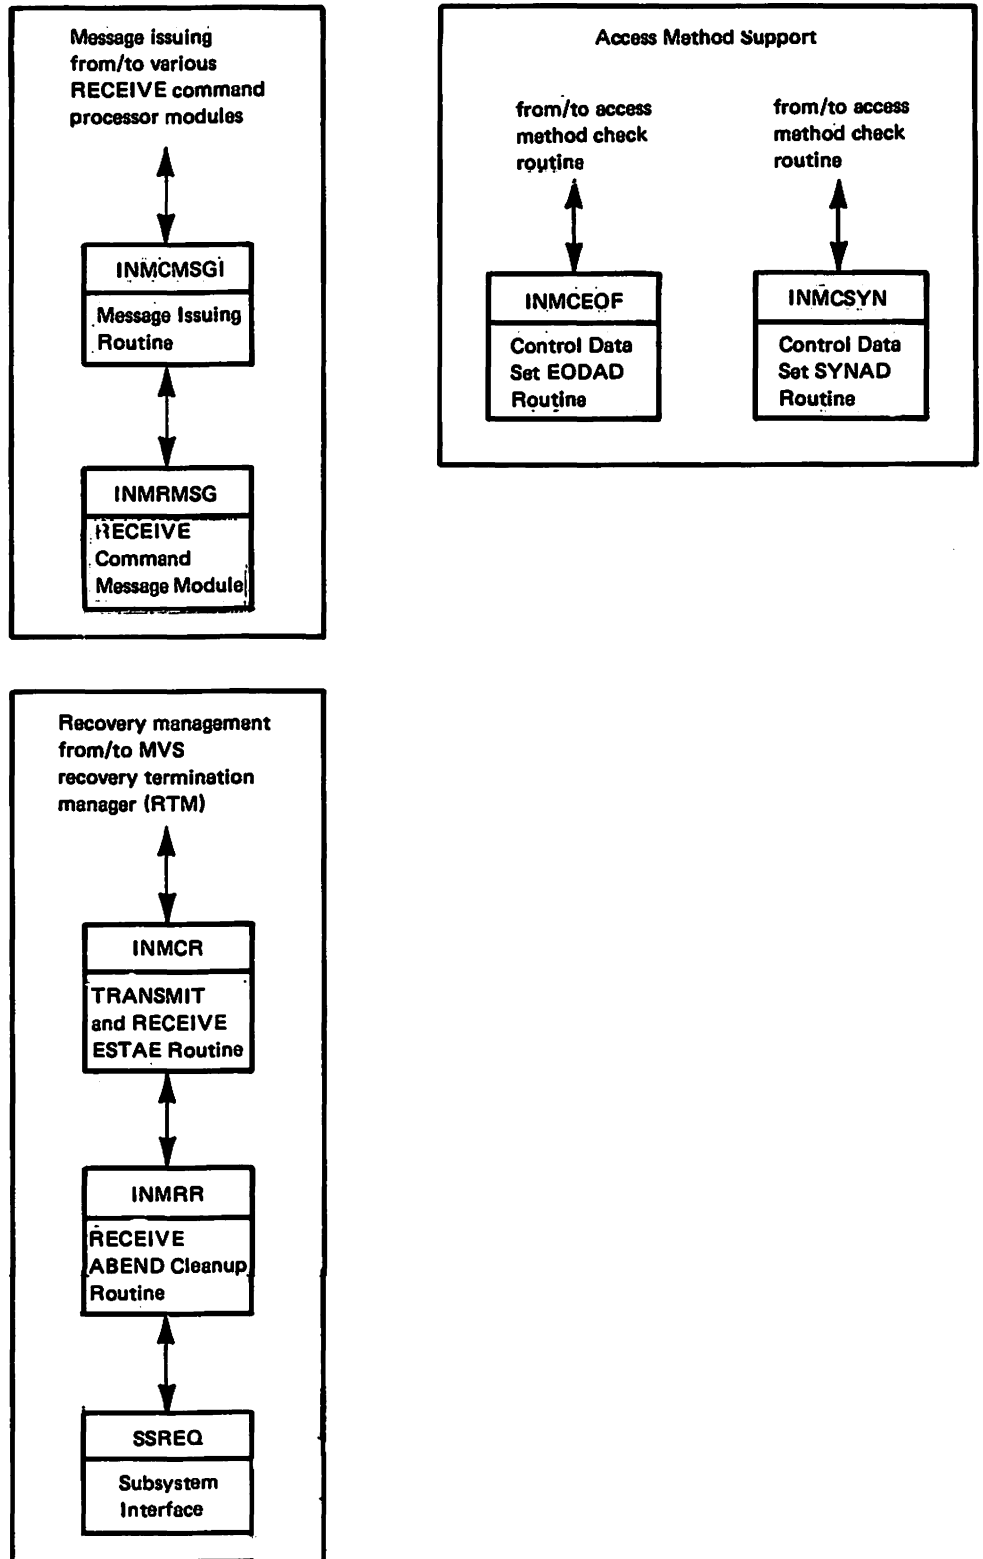 Message issuing
from/to various
RECEIVE command
processor modules
INMCMSGI
Message Issuing
Routine
INMRMSG
RECEIVE
Command
Message Module
Access Method Support
from/to access
method check
routine
from/to access
method check
routine
INMCEOF
Control Data
Set EODAD
Routine
INMCSYN
Control Data
Set SYNAD
Routine
Recovery management
from/to MVS
recovery termination
manager (RTM)
INMCR
TRANSMIT
and RECEIVE
ESTAE Routine
INMRR
RECEIVE
ABEND Cleanup
Routine
SSREQ
Subsystem
Interface